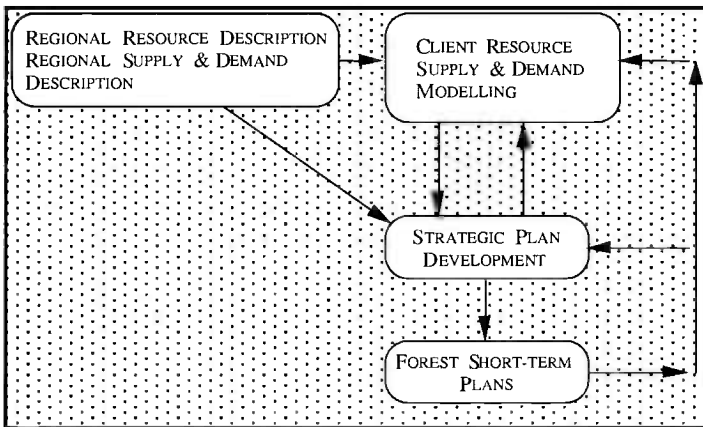 REGIONAL RESOURCE DESCRIPTION
REGIONAL SUPPLY & DEMAND
DESCRIPTION
CLIENT RESOURCE
SUPPLY & DEMAND
MODELLING
STRATEGIC PLAN
DEVELOPMENT
FOREST SHORT-TERM
PLANS